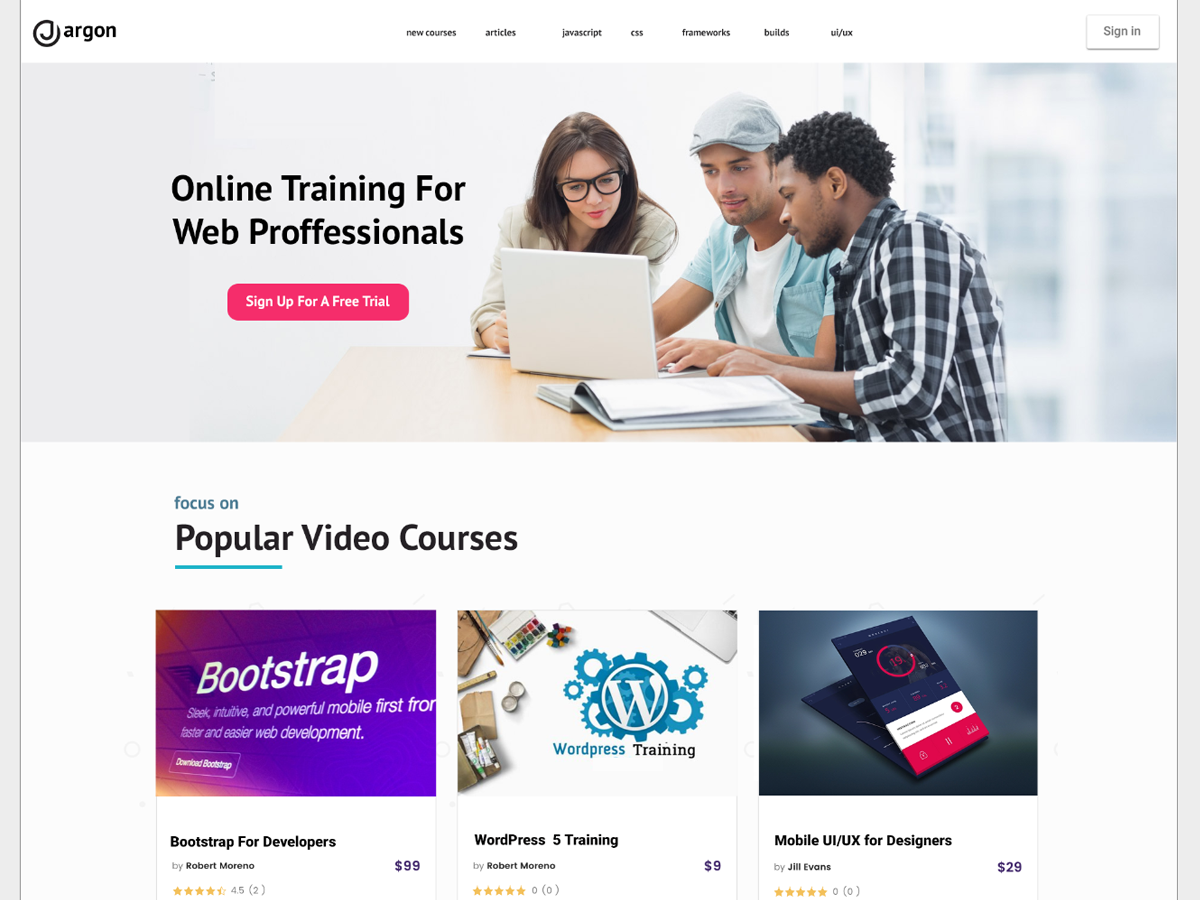 Jargon
new courses articles javascript css frameworks builds ui/ux
Sign in
Online Training For
Web Proffessionals
Sign Up For A Free Trial
focus on
Popular Video Courses
Bootstrap
Sleek, intuitive, and powerful mobile first fron
faster and easier web development.
Download Bootstrap
Wordpress Training
Bootstrap For Developers
by Robert Moreno $99
4.5 (2)
WordPress 5 Training
by Robert Moreno $9
0 (0)
Mobile UI/UX for Designers
by Jill Evans $29
0 (0)